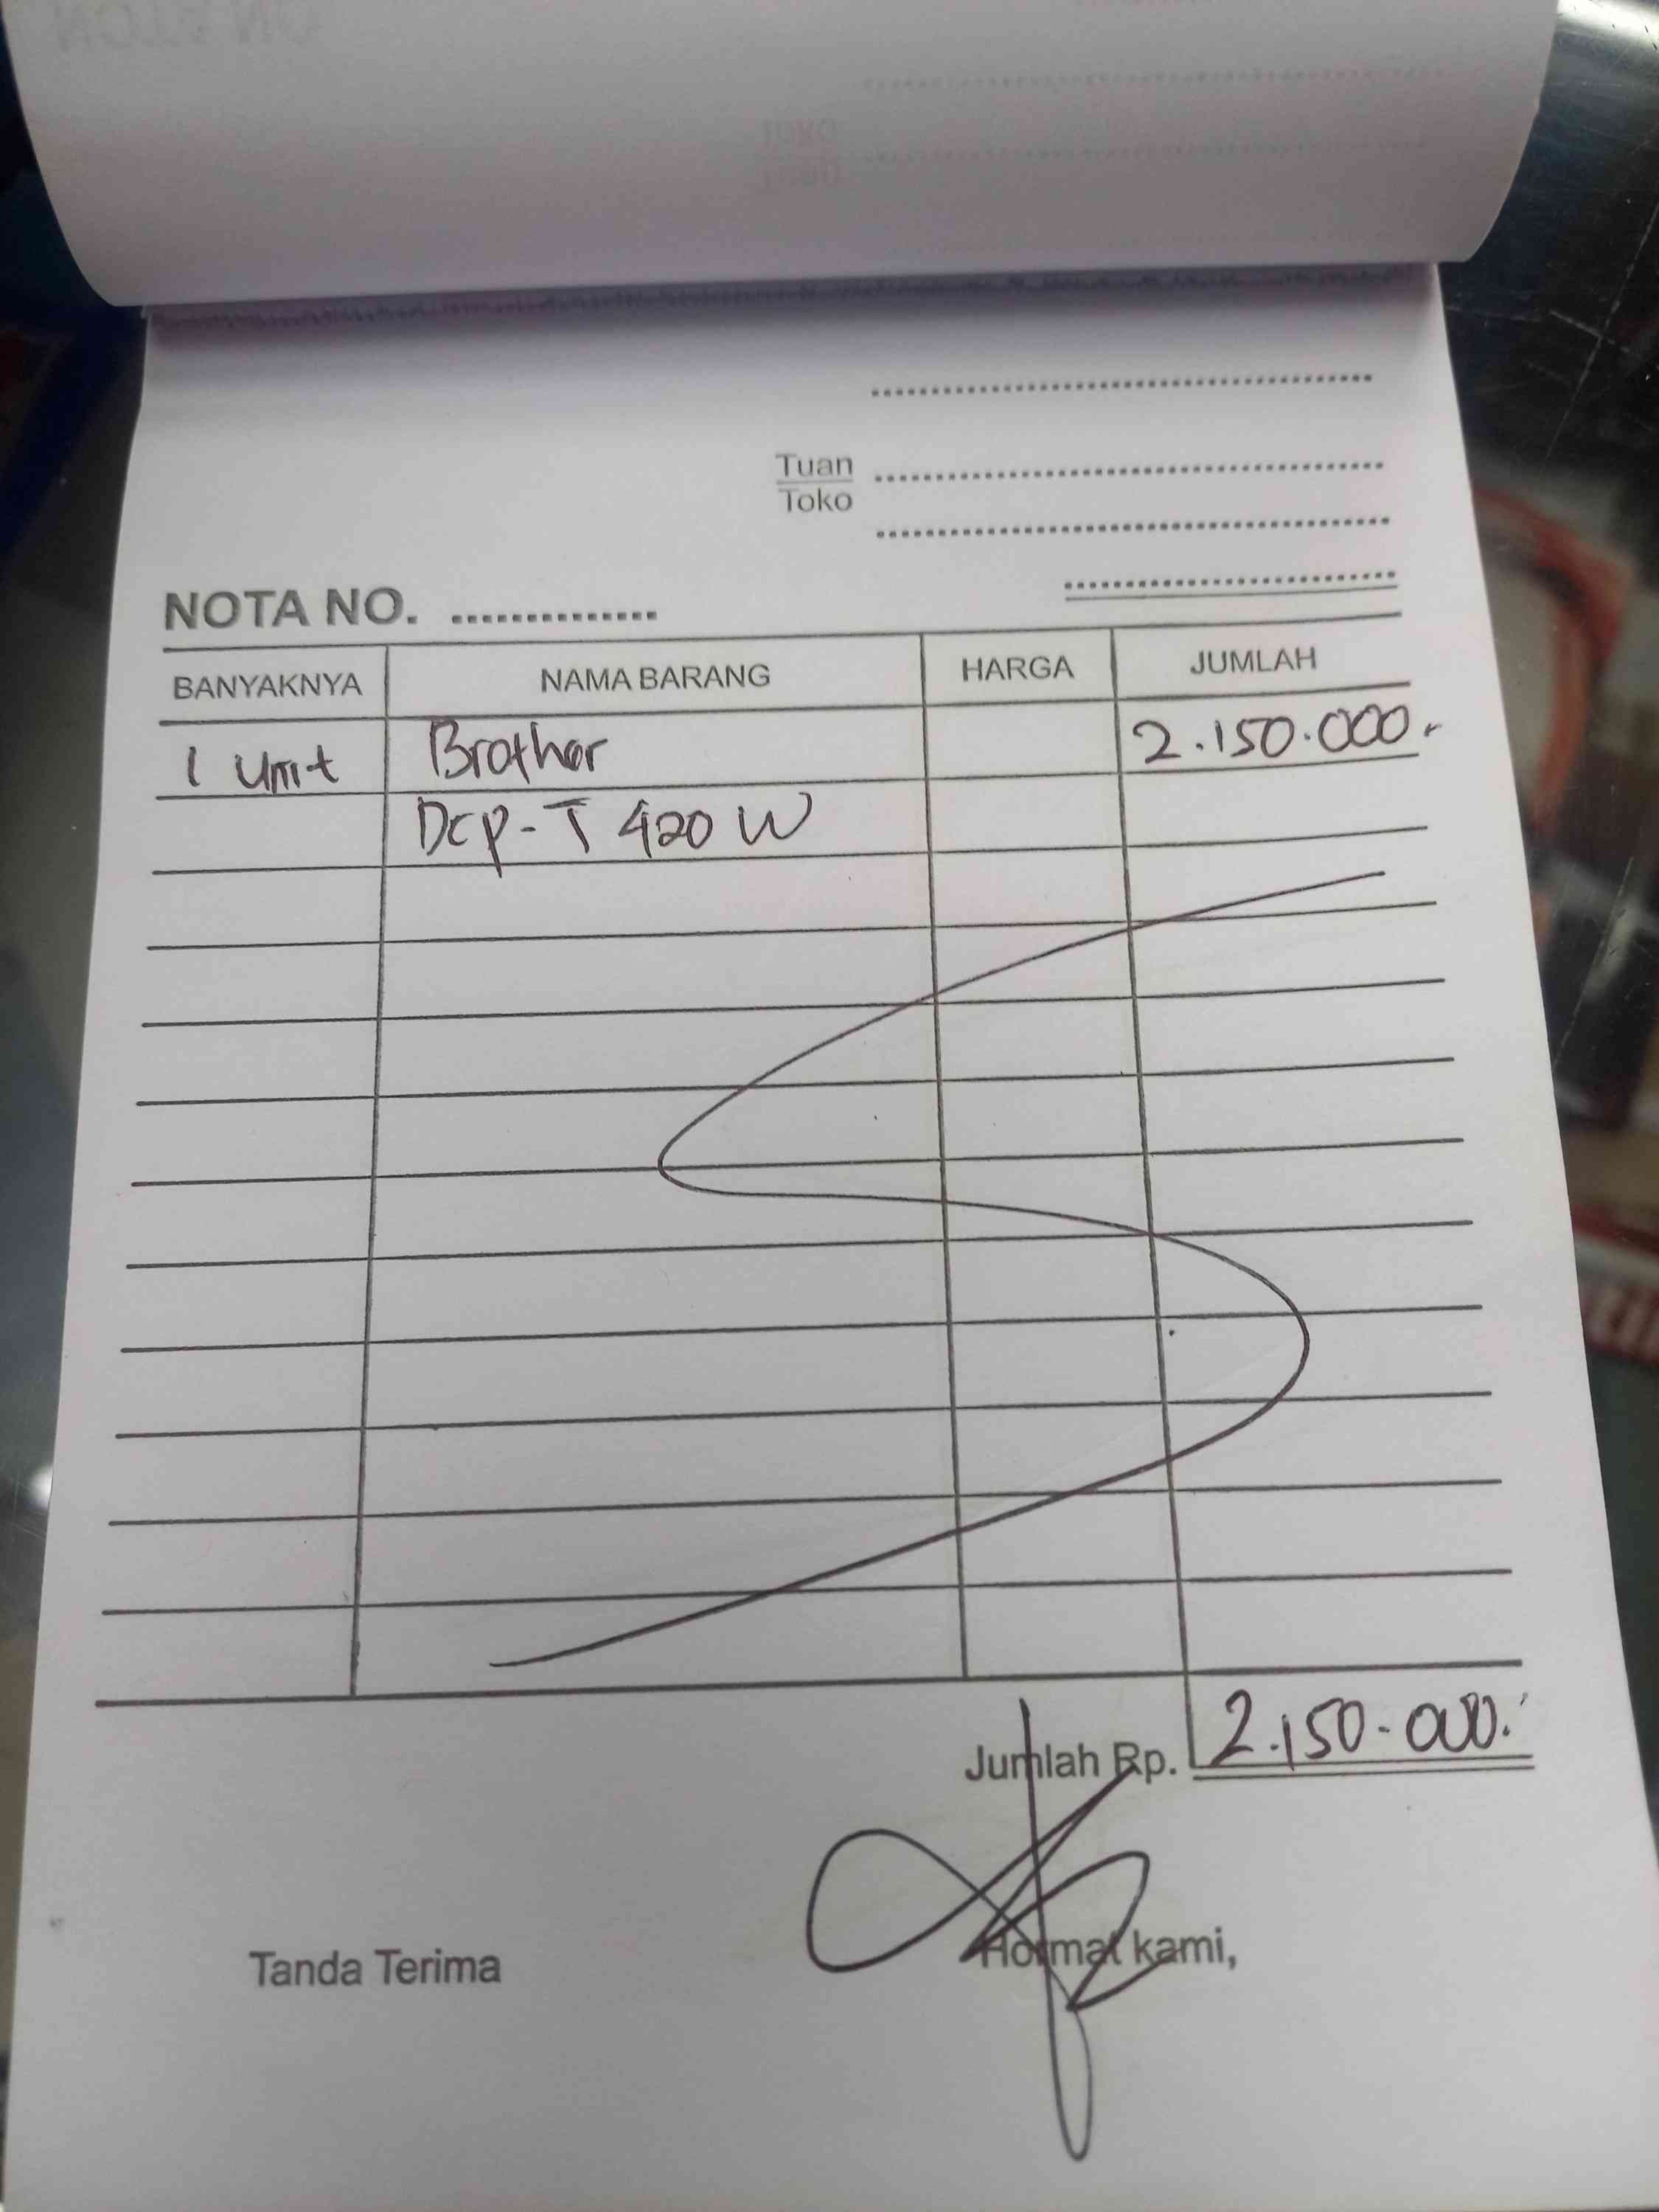 Tuan
Toko
NOTA NO. ..............
BANYAKNYA NAMA BARANG HARGA JUMLAH
1 Unit Brother 2.150.000.-
Dcp-T 420 W
Jumlah Rp. 2.150.000.-
Tanda Terima Hormat kami,